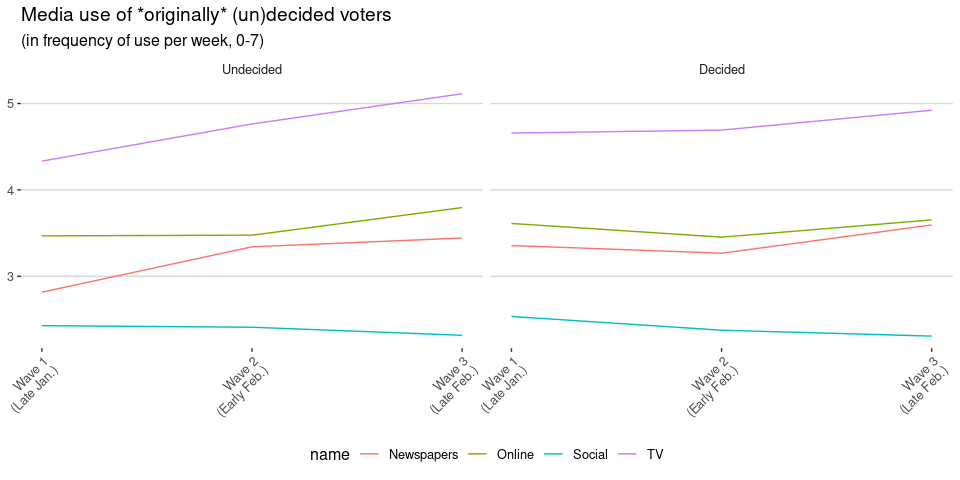 Media use of *originally* (un)decided voters
(in frequency of use per week, 0-7)
Undecided
Decided
5
4
3
Wave 1
(Late Jan.)
Wave 2
(Early Feb.)
Wave 3
(Late Feb.)
Wave 1
(Late Jan.)
Wave 2
(Early Feb.)
Wave 3
(Late Feb.)
name Newspapers Online Social TV